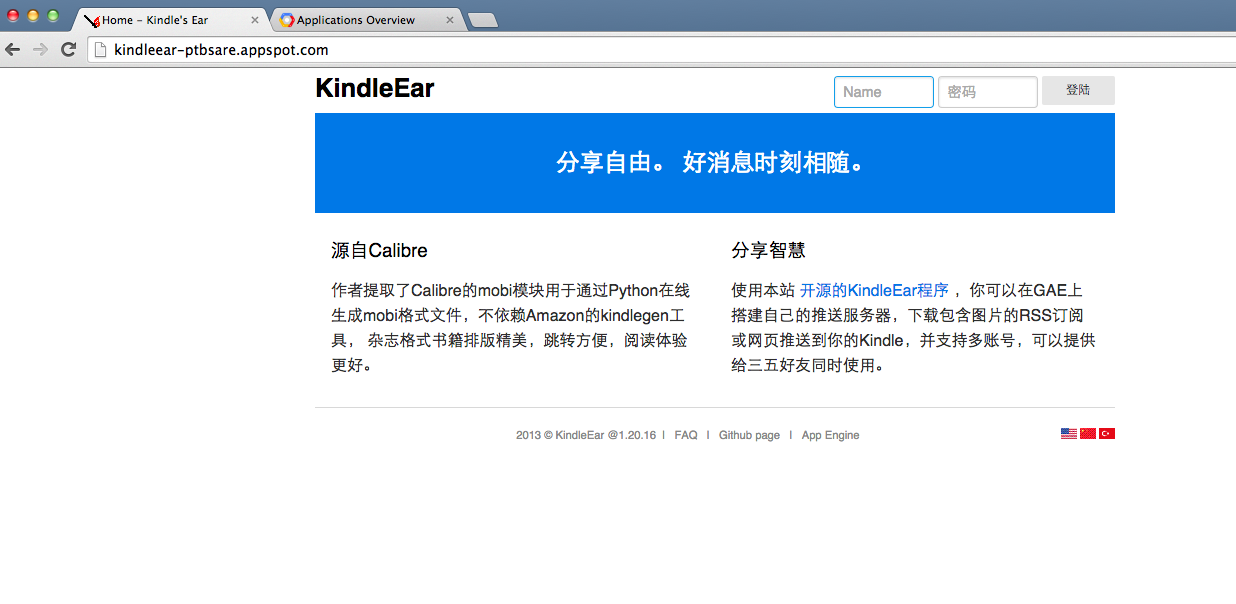 Home - Kindle's Ear
Applications Overview
kindleear-ptbsare.appspot.com
KindleEar
Name
密码
登陆
分享自由。 好消息时刻相随。
源自Calibre
作者提取了Calibre的mobi模块用于通过Python在线
生成mobi格式文件，不依赖Amazon的kindlegen工
具， 杂志格式书籍排版精美，跳转方便，阅读体验
更好。
分享智慧
使用本站 开源的KindleEar程序 ，你可以在GAE上
搭建自己的推送服务器，下载包含图片的RSS订阅
或网页推送到你的Kindle，并支持多账号，可以提供
给三五好友同时使用。
2013 © KindleEar @1.20.16 | FAQ | Github page | App Engine